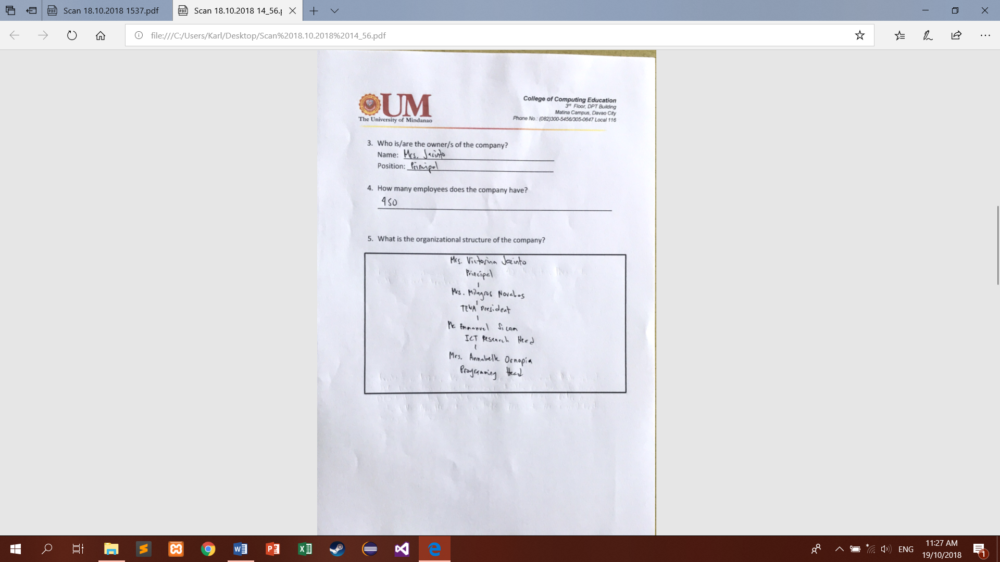 Scan 18.10.2018 1537.pdf
Scan 18.10.2018 14_56.p
file:///C:/Users/Karl/Desktop/Scan%2018.10.2018%2014_56.pdf
UM
The University of Mindanao
College of Computing Education
3rd Floor, DPT Building
Matina Campus, Davao City
Phone No.: (082)300-5456/305-0647 Local 116
3. Who is/are the owner/s of the company?
Name: Mrs. Jacinto
Position: Principal
4. How many employees does the company have?
450
5. What is the organizational structure of the company?
Mrs. Victorina Jacinto
Principal
Mrs. Milagros Novabos
President
Mr. Emmanuel Sicam
ICT Research Head
Mrs. Annabelle Ornopia
Programming Head
ENG
11:27 AM
19/10/2018
1